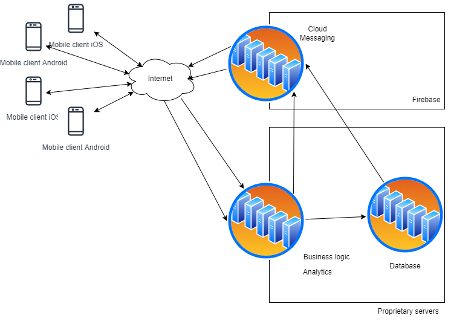 Mobile client iOS
Mobile client Android
Mobile client iOS
Mobile client Android
Internet
Cloud
Messaging
Firebase
Business logic
Analytics
Database
Proprietary servers